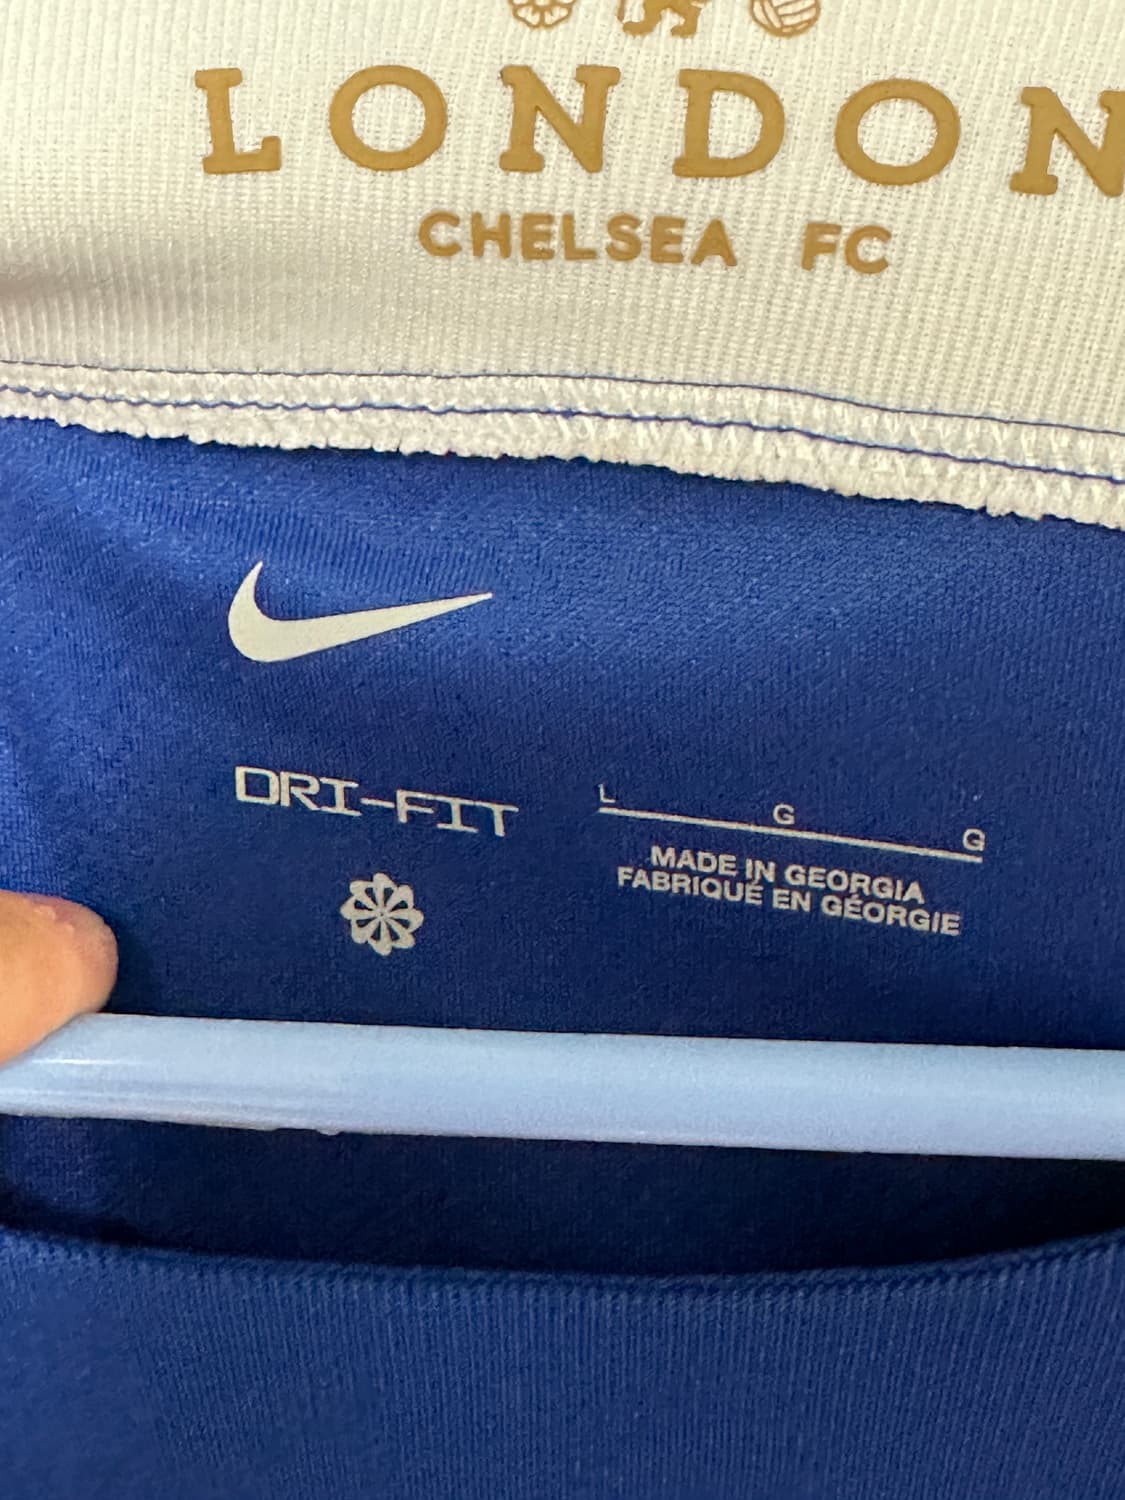 LONDON
CHELSEA FC
DRI-FIT
L G G
MADE IN GEORGIA
FABRIQUÉ EN GÉORGIE